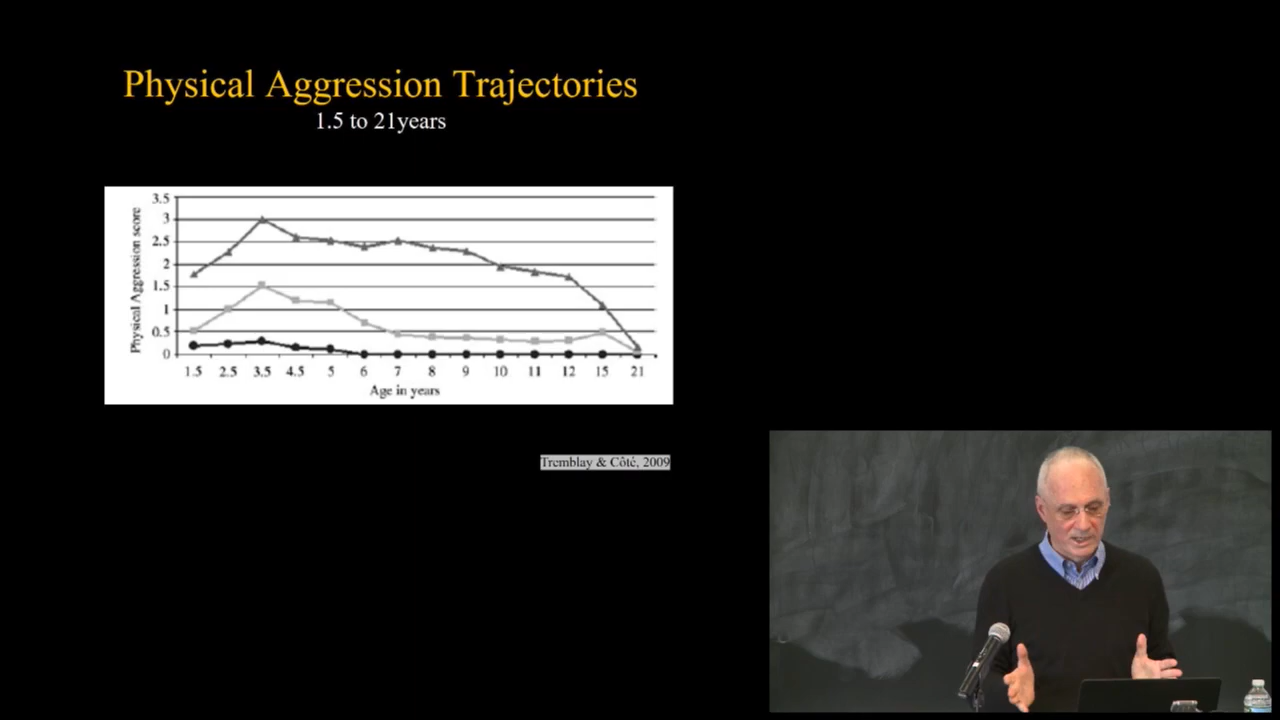 Physical Aggression Trajectories
1.5 to 21years
Physical Aggression score
3.5
3
2.5
2
1.5
1
0.5
0
1.5 2.5 3.5 4.5 5 6 7 8 9 10 11 12 15 21
Age in years
Tremblay & Côté, 2009